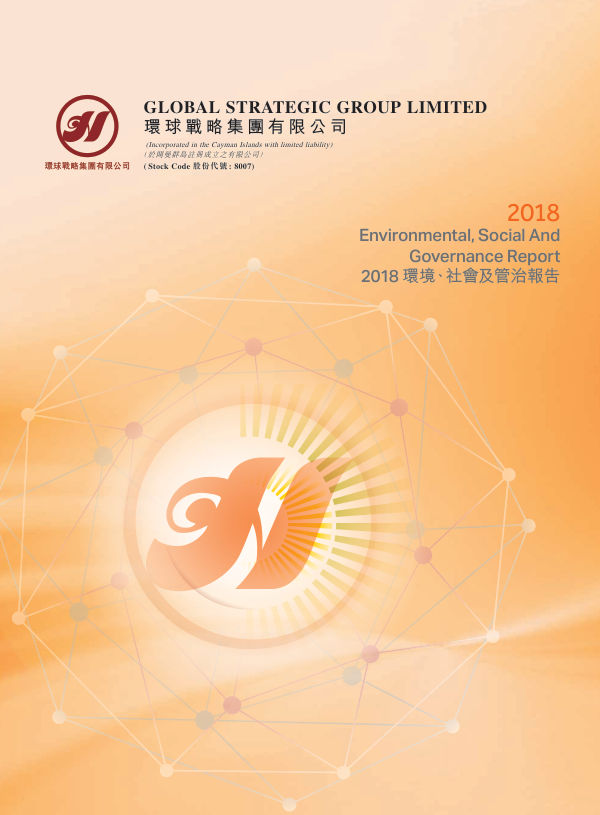 GLOBAL STRATEGIC GROUP LIMITED
環球戰略集團有限公司
(Incorporated in the Cayman Islands with limited liability)
(於開曼群島註冊成立之有限公司)
(Stock Code 股份代號: 8007)
環球戰略集團有限公司
2018
Environmental, Social And
Governance Report
2018 環境、社會及管治報告